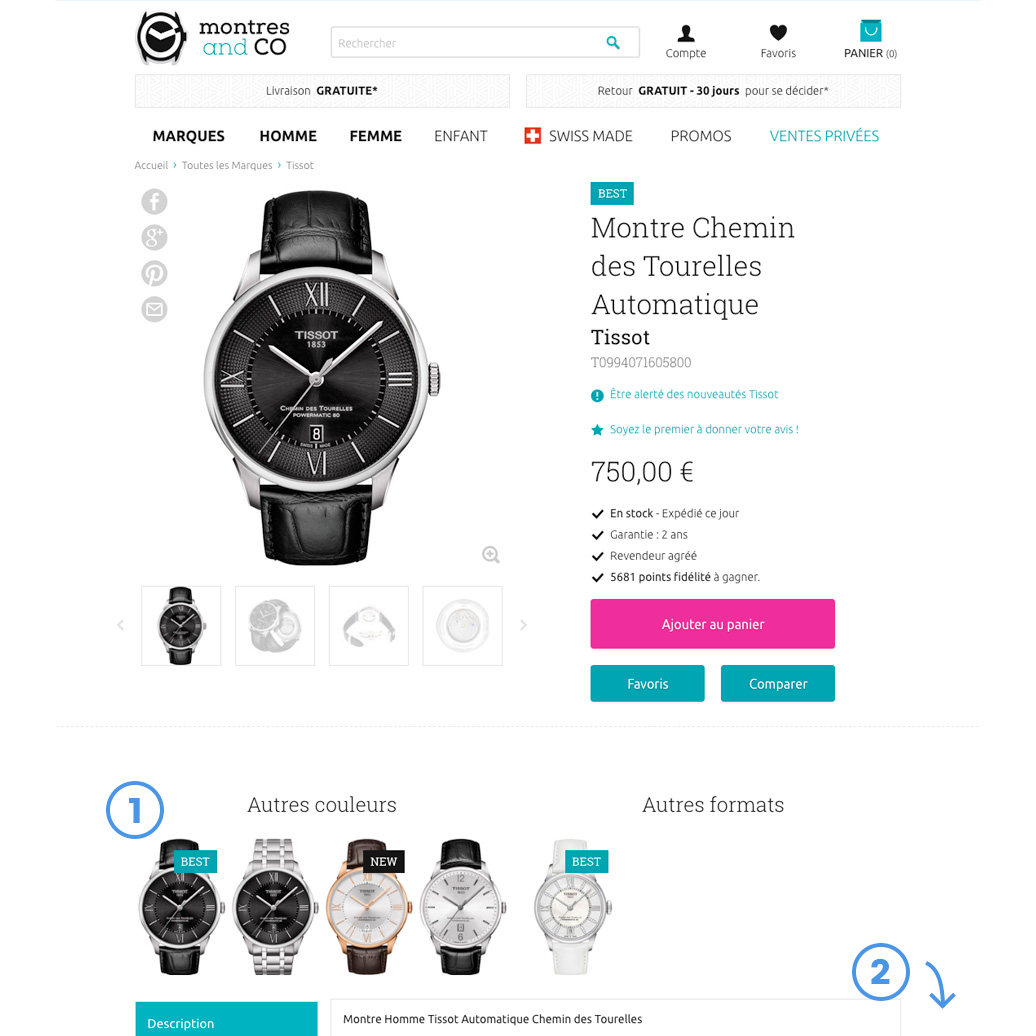 montres
and CO
Rechercher
Compte
Favoris
PANIER (0)
Livraison GRATUITE*
Retour GRATUIT - 30 jours pour se décider*
MARQUES HOMME FEMME ENFANT SWISS MADE PROMOS VENTES PRIVÉES
Accueil › Toutes les Marques › Tissot
BEST
Montre Chemin
des Tourelles
Automatique
Tissot
T0994071605800
Être alerté des nouveautés Tissot
Soyez le premier à donner votre avis !
750,00 €
En stock - Expédié ce jour
Garantie : 2 ans
Revendeur agréé
5681 points fidélité à gagner.
Ajouter au panier
Favoris
Comparer
XII
TISSOT
1853
CHEMIN DES TOURELLES
POWERMATIC 80
8
SWISS MADE
VI
1
Autres couleurs
Autres formats
BEST
NEW
BEST
2
Description
Montre Homme Tissot Automatique Chemin des Tourelles